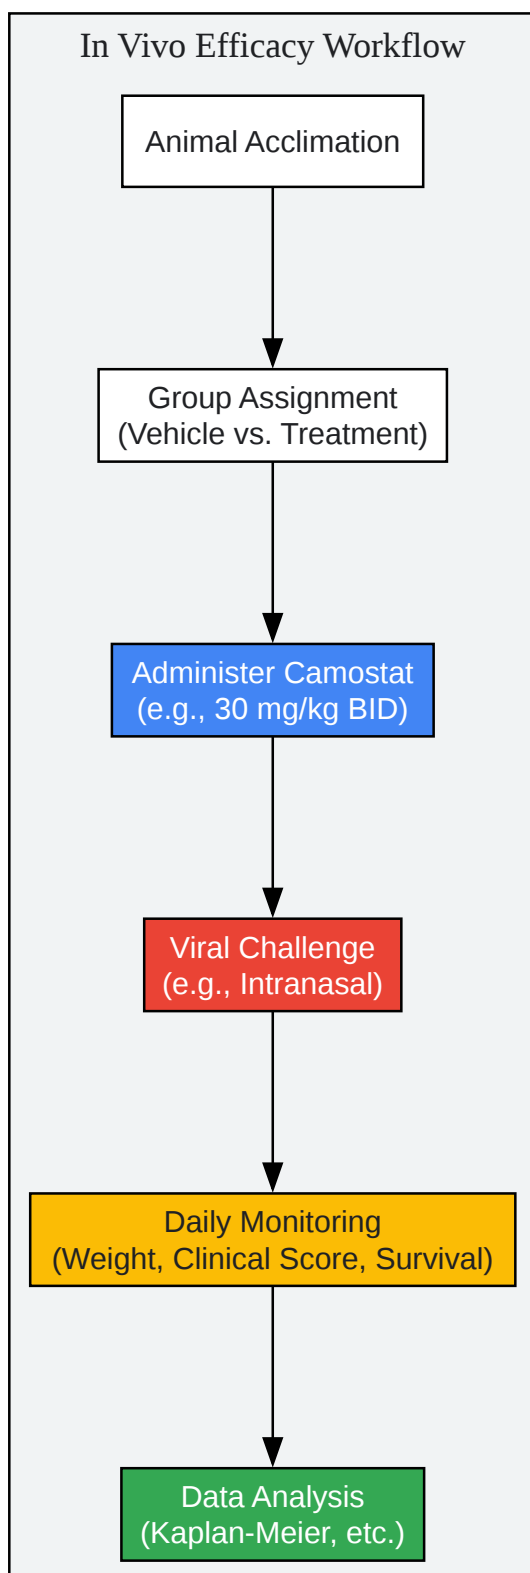 In Vivo Efficacy Workflow
Animal Acclimation
Group Assignment
(Vehicle vs. Treatment)
Administer Camostat
(e.g., 30 mg/kg BID)
Viral Challenge
(e.g., Intranasal)
Daily Monitoring
(Weight, Clinical Score, Survival)
Data Analysis
(Kaplan-Meier, etc.)